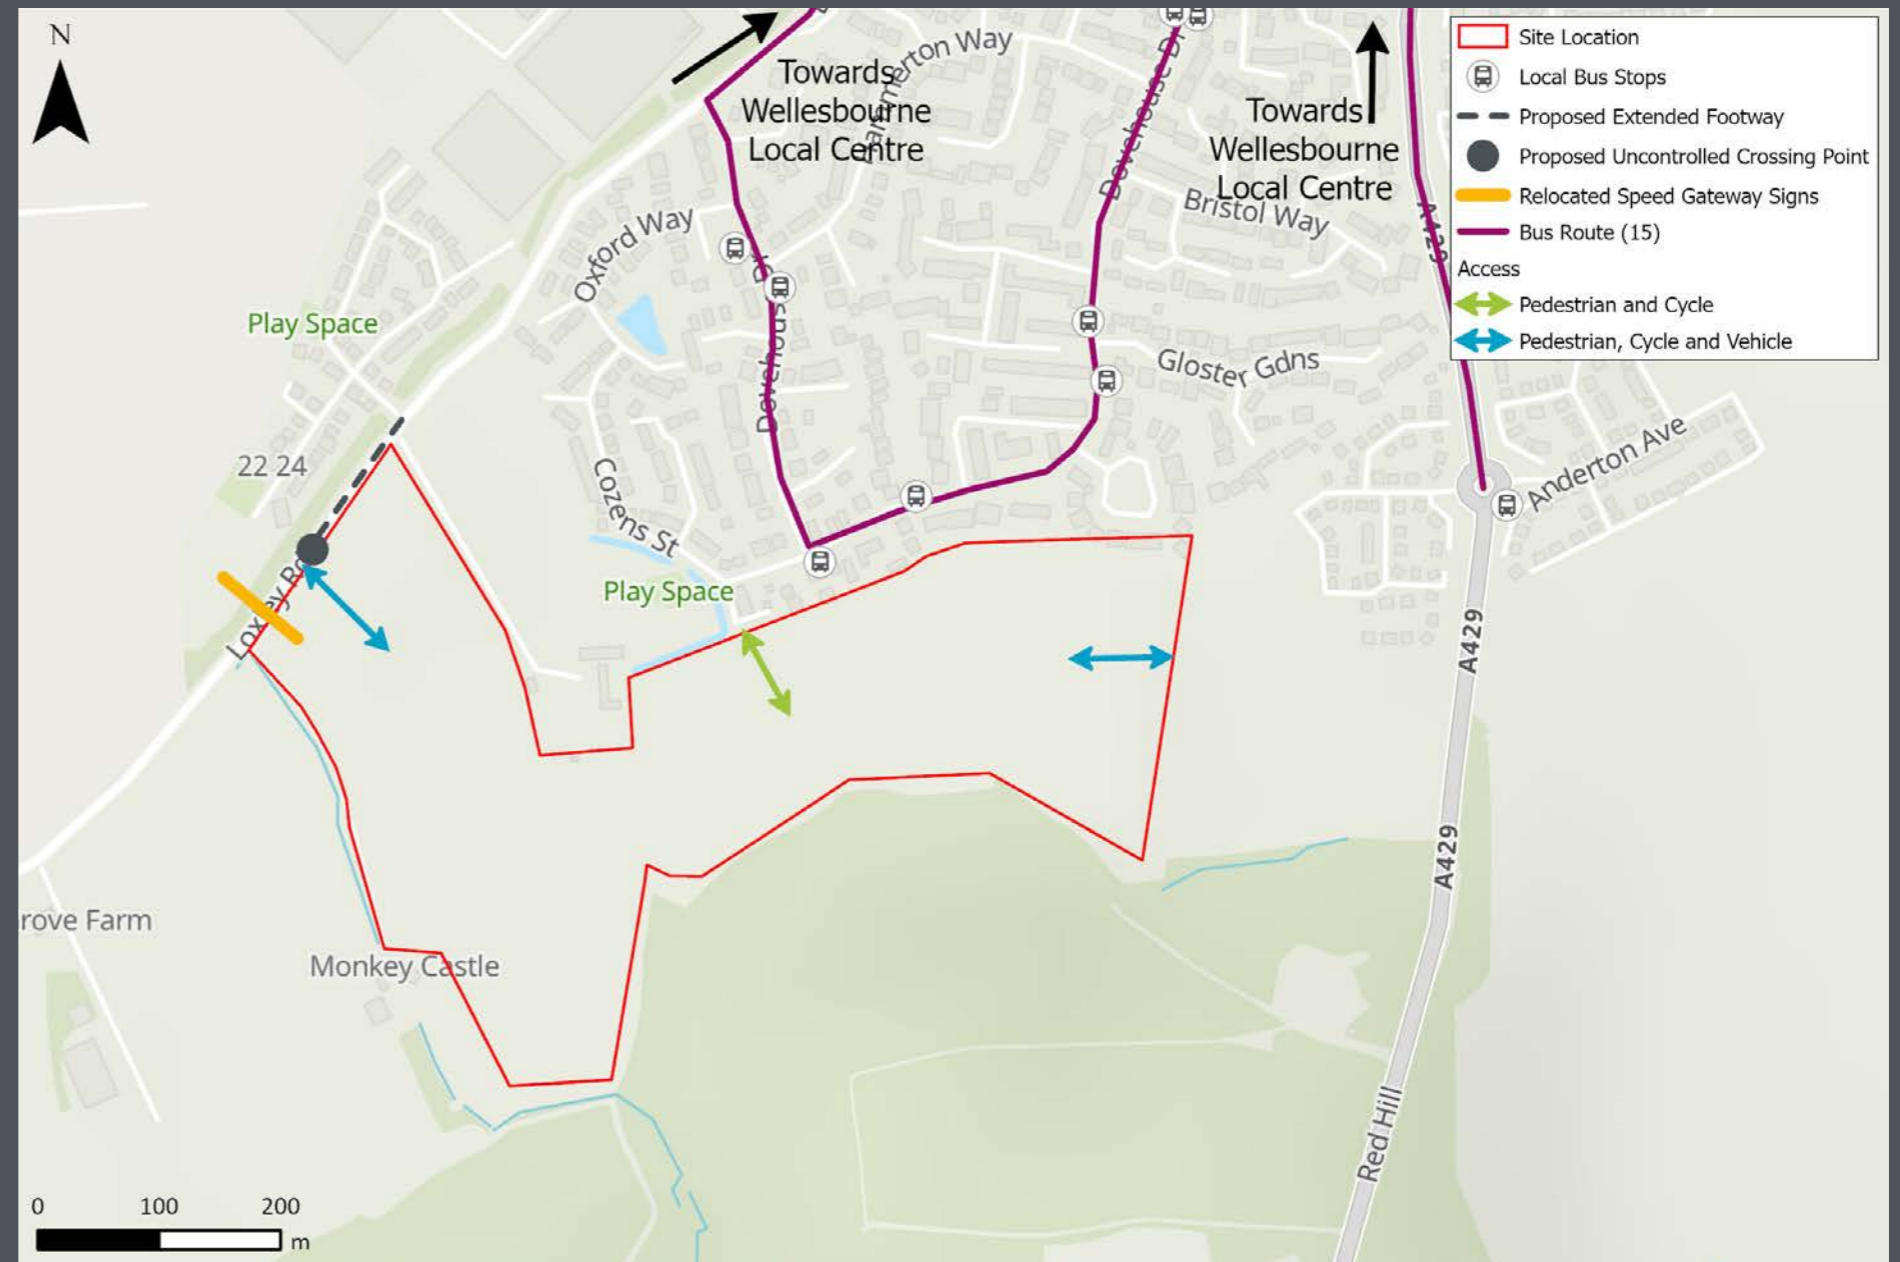 N
Towards
Wellesbourne
Local Centre
Towards
Wellesbourne
Local Centre
Site Location
Local Bus Stops
Proposed Extended Footway
Proposed Uncontrolled Crossing Point
Relocated Speed Gateway Signs
Bus Route (15)
Access
Pedestrian and Cycle
Pedestrian, Cycle and Vehicle
Oxford Way
Bristol Way
A429
Play Space
Gloster Gdns
22 24
Cozens St
Anderton Ave
Play Space
A429
A429
rove Farm
Monkey Castle
Red Hill
0 100 200
m